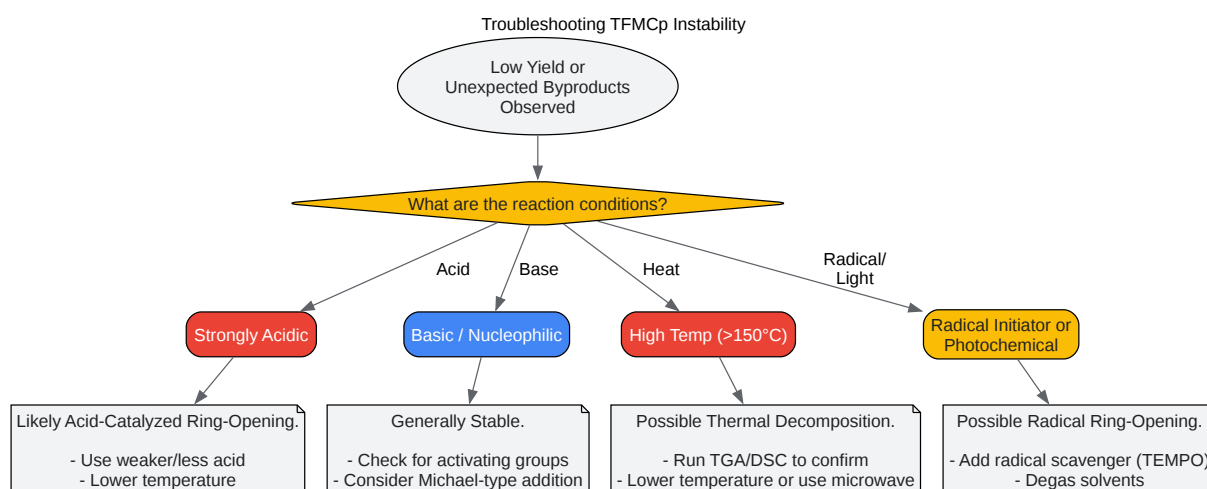 Troubleshooting TFMCp Instability
Low Yield or
Unexpected Byproducts
Observed
What are the reaction conditions?
Acid
Base
Heat
Radical/
Light
Strongly Acidic
Basic / Nucleophilic
High Temp (>150°C)
Radical Initiator or
Photochemical
Likely Acid-Catalyzed Ring-Opening.
- Use weaker/less acid
- Lower temperature
Generally Stable.
- Check for activating groups
- Consider Michael-type addition
Possible Thermal Decomposition.
- Run TGA/DSC to confirm
- Lower temperature or use microwave
Possible Radical Ring-Opening.
- Add radical scavenger (TEMPO)
- Degas solvents